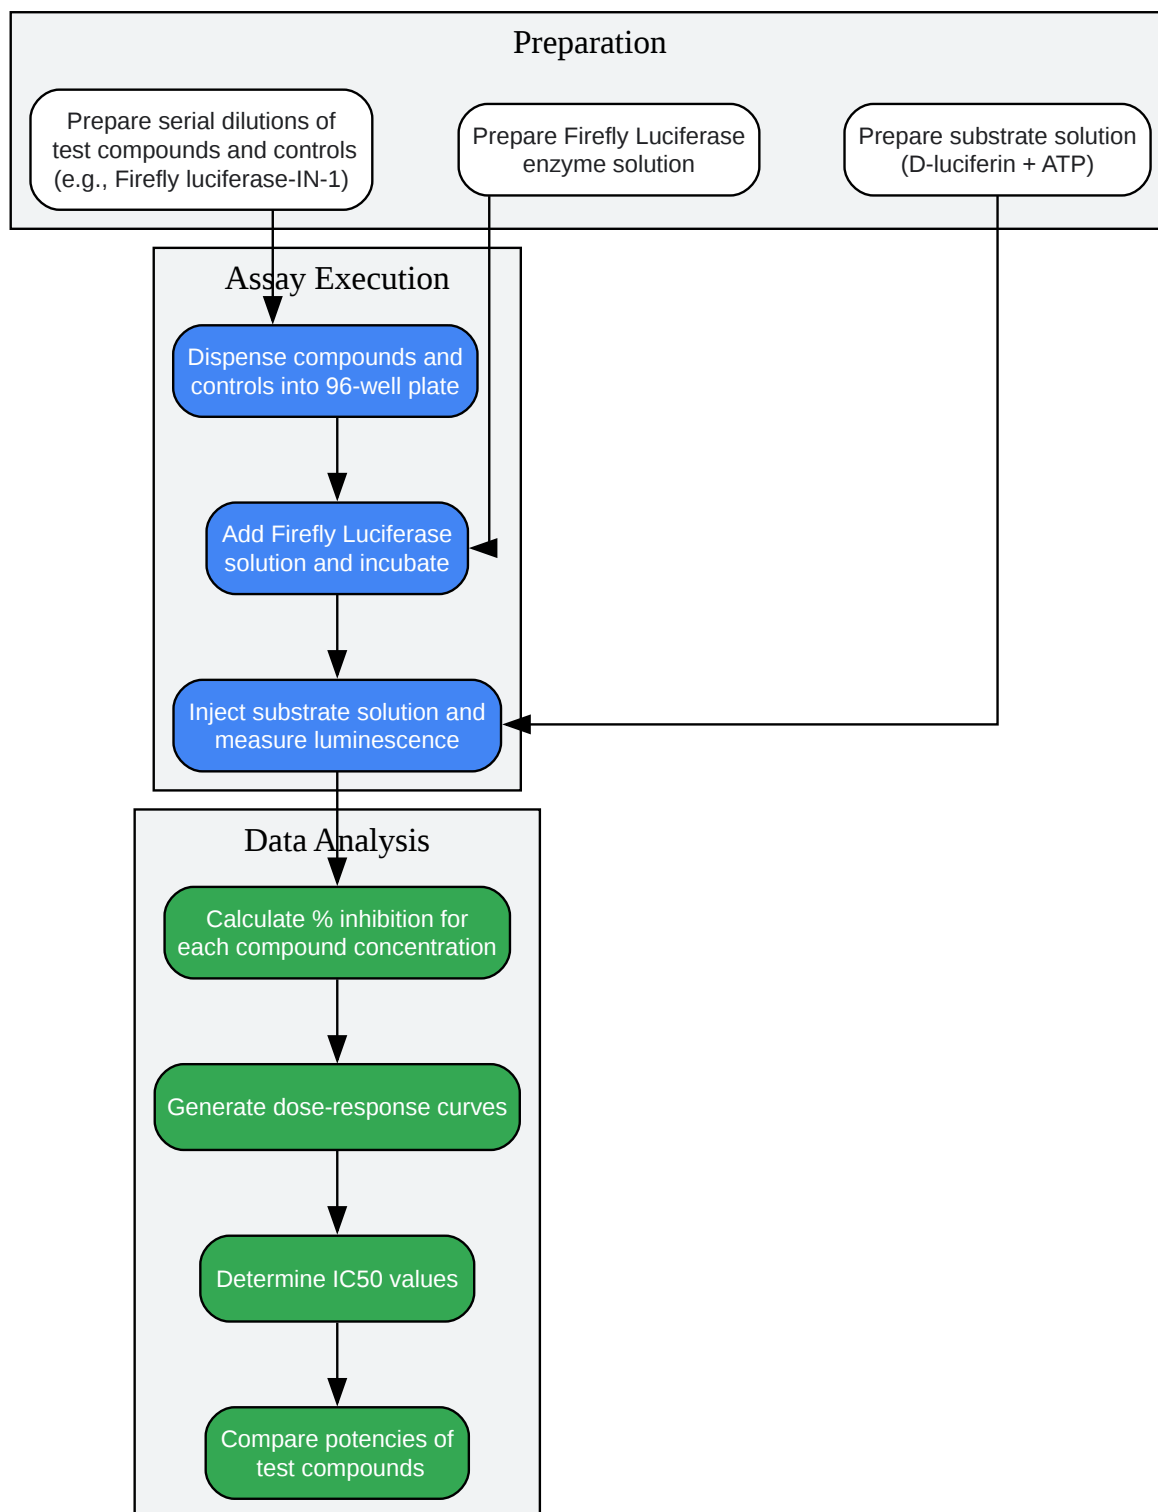 Preparation
Prepare serial dilutions of
test compounds and controls
(e.g., Firefly luciferase-IN-1)
Prepare Firefly Luciferase
enzyme solution
Prepare substrate solution
(D-luciferin + ATP)
Assay Execution
Dispense compounds and
controls into 96-well plate
Add Firefly Luciferase
solution and incubate
Inject substrate solution and
measure luminescence
Data Analysis
Calculate % inhibition for
each compound concentration
Generate dose-response curves
Determine IC50 values
Compare potencies of
test compounds